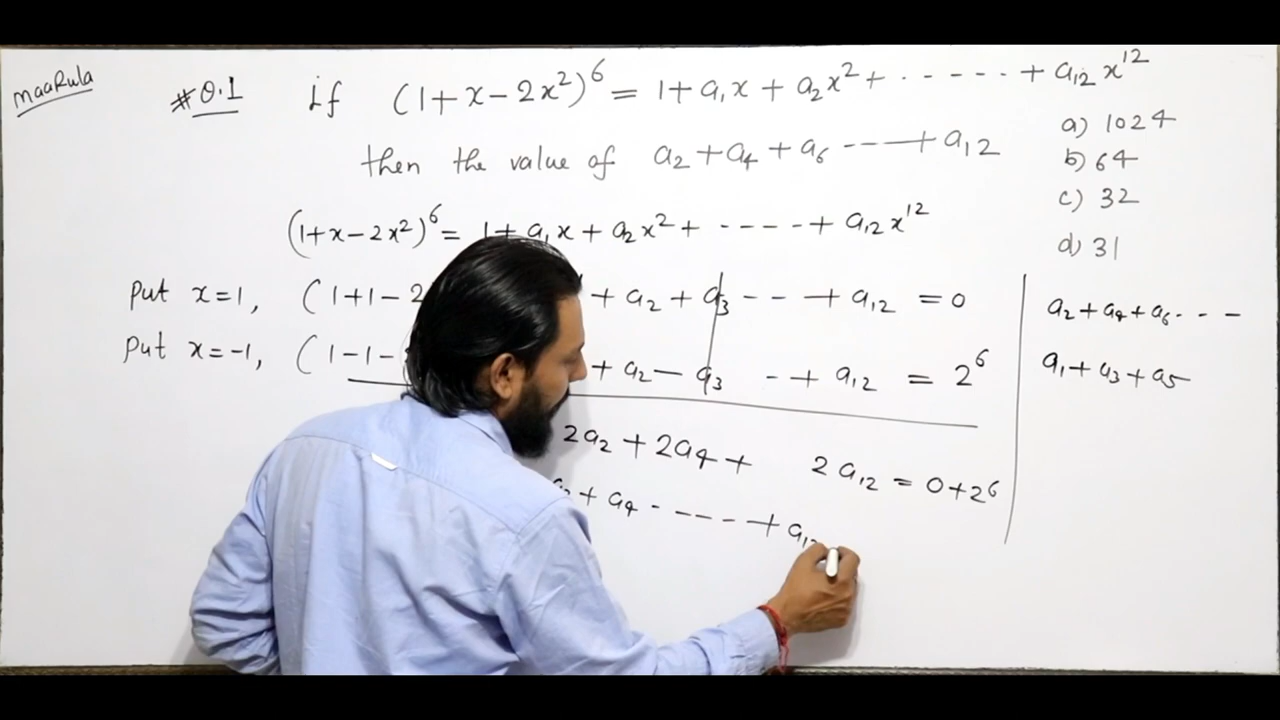 MaaRula
#Q.1 if (1+x-2x²)⁶ = 1+a₁x + a₂x² + ------ + a₁₂x¹²
then the value of a₂+a₄+a₆ ---+a₁₂
a) 1024
b) 64
c) 32
d) 31
(1+x-2x²)⁶ = 1+a₁x + a₂x² + ---- + a₁₂x¹²
Put x=1, (1+1-2 + a₂ + a₃ -- + a₁₂ = 0
Put x=-1, (1-1- + a₂ - a₃ -+ a₁₂ = 2⁶
2a₂ + 2a₄ + 2a₁₂ = 0+2⁶
+ a₄ ----- + a₁₂
a₂+a₄+a₆---
a₁+a₃+a₅